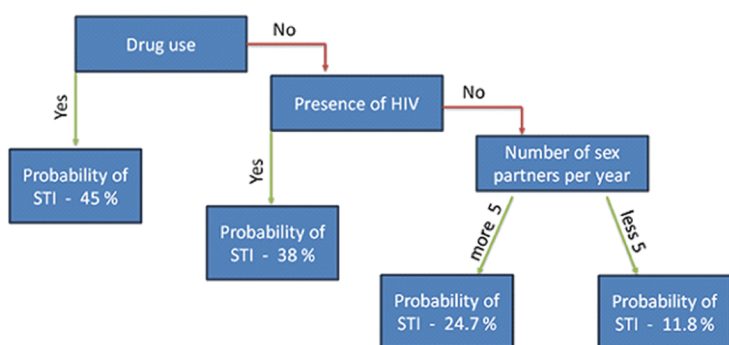 Drug use
No
Yes
Presence of HIV
No
Probability of
STI - 45 %
Yes
Number of sex
partners per year
Probability of
STI - 38 %
more 5
less 5
Probability of
STI - 24.7 %
Probability of
STI - 11.8 %